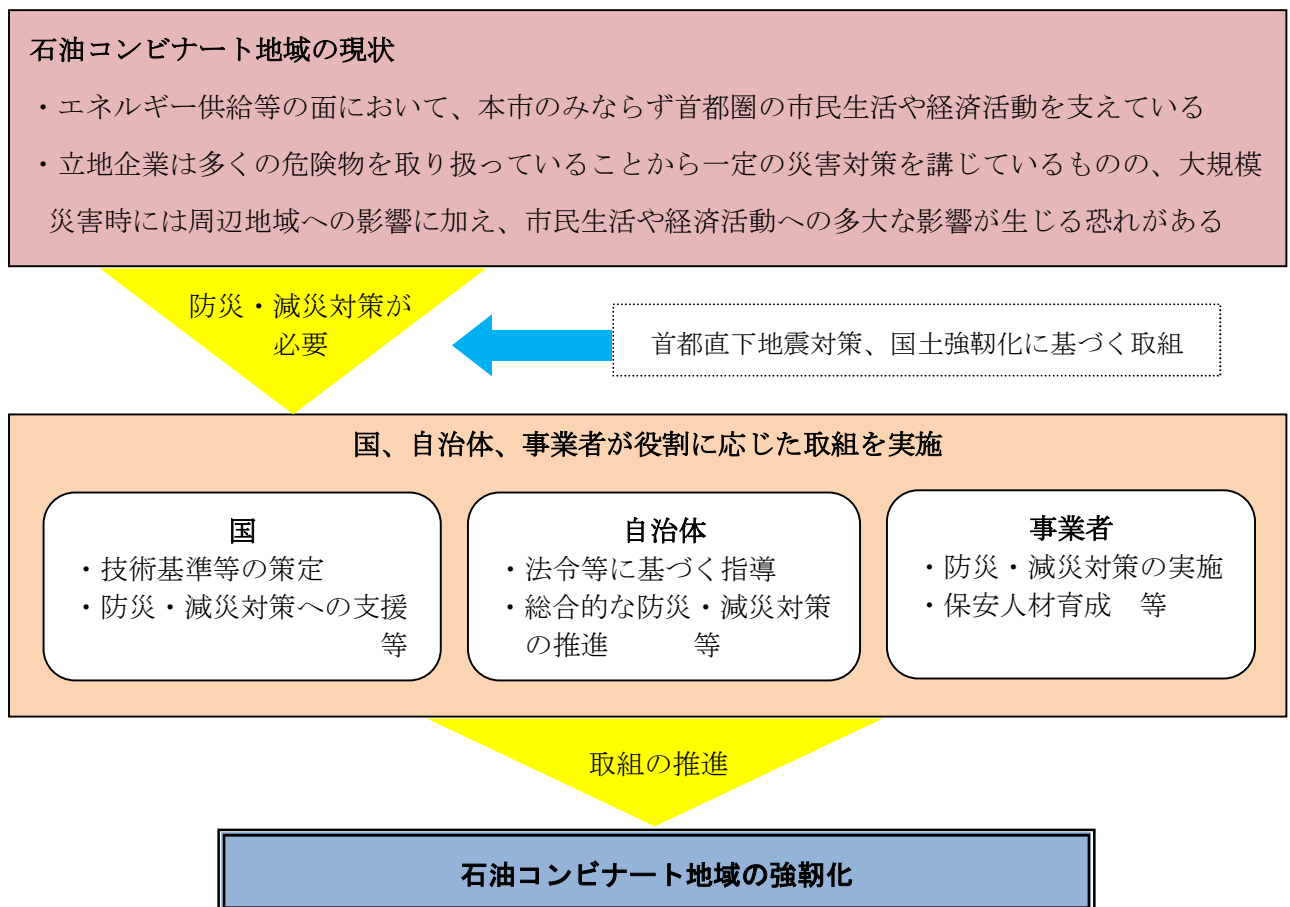 石油コンビナート地域の現状
・エネルギー供給等の面において、本市のみならず首都圏の市民生活や経済活動を支えている
・立地企業は多くの危険物を取り扱っていることから一定の災害対策を講じているものの、大規模
災害時には周辺地域への影響に加え、市民生活や経済活動への多大な影響が生じる恐れがある
防災・減災対策が
必要
首都直下地震対策、国土強靱化に基づく取組
国、自治体、事業者が役割に応じた取組を実施
国
・技術基準等の策定
・防災・減災対策への支援
等
自治体
・法令等に基づく指導
・総合的な防災・減災対策
の推進　　　等
事業者
・防災・減災対策の実施
・保安人材育成　等
取組の推進
石油コンビナート地域の強靭化